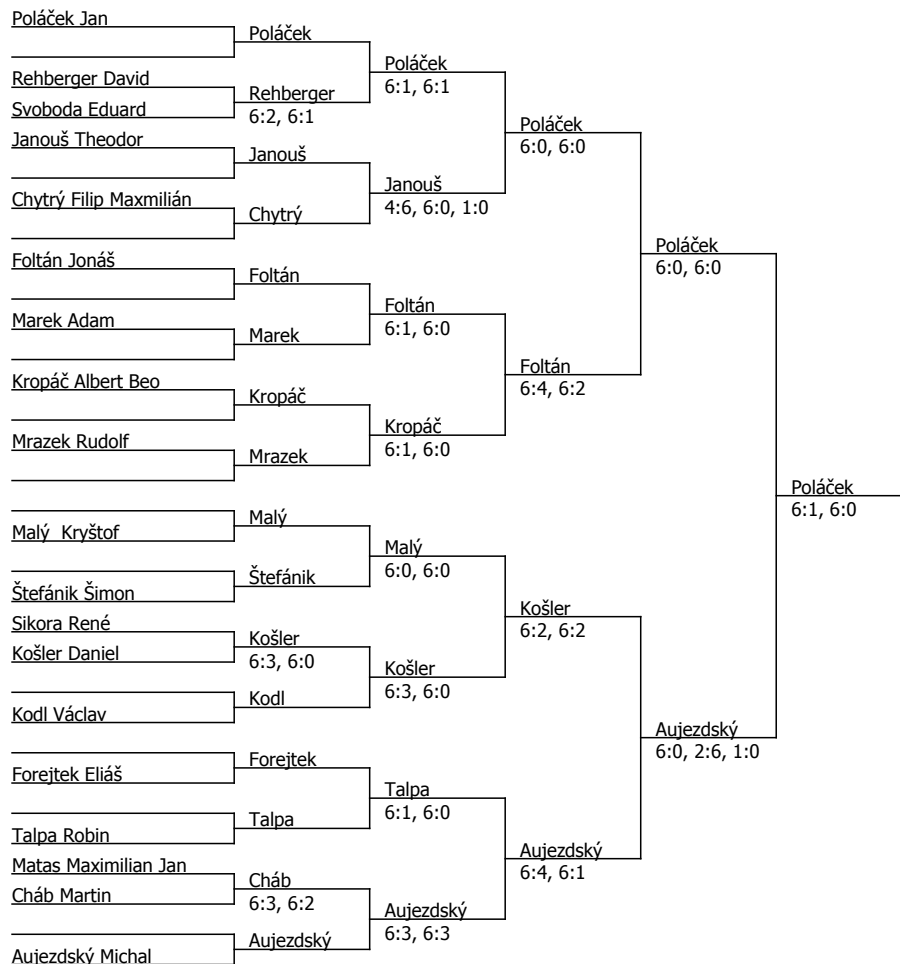 Poláček Jan
Poláček
Poláček
6:1, 6:1
Rehberger David
Rehberger
Svoboda Eduard
6:2, 6:1
Poláček
6:0, 6:0
Janouš Theodor
Janouš
Janouš
4:6, 6:0, 1:0
Chytrý Filip Maxmilián
Chytrý
Poláček
6:0, 6:0
Foltán Jonáš
Foltán
Foltán
6:1, 6:0
Marek Adam
Marek
Foltán
6:4, 6:2
Kropáč Albert Beo
Kropáč
Kropáč
6:1, 6:0
Mrazek Rudolf
Mrazek
Poláček
6:1, 6:0
Malý
Malý  Kryštof
Malý
6:0, 6:0
Štefánik
Štefánik Šimon
Košler
6:2, 6:2
Sikora René
Košler
Košler Daniel
6:3, 6:0
Košler
6:3, 6:0
Kodl
Kodl Václav
Aujezdský
6:0, 2:6, 1:0
Forejtek
Forejtek Eliáš
Talpa
6:1, 6:0
Talpa
Talpa Robin
Aujezdský
6:4, 6:1
Matas Maximilian Jan
Cháb
Cháb Martin
6:3, 6:2
Aujezdský
6:3, 6:3
Aujezdský
Aujezdský Michal